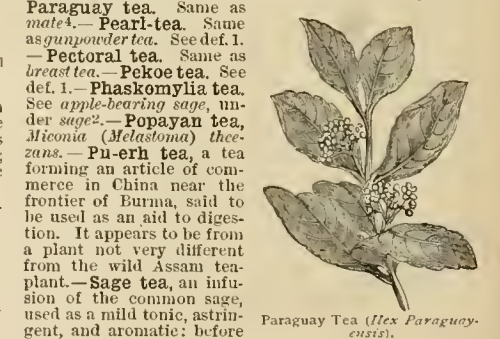 Paraguay tea. Same as
mate4.— Pearl-tea. Same
as gunpowder tea. See def. 1.
— Pectoral tea. Same as
breast tea.— Pekoe tea. See
def. 1.— Phaskomylia tea.
See apple-bearing sage, un-
der sage2.— Popayan tea,
Miconia (Melastoma) thee-
zans.— Pu-erh tea, a tea
forming an article of com-
merce in China near the
frontier of Burma, said to
be used as an aid to diges-
tion. It appears to be from
a plant not very different
from the wild Assam tea-
plant.— Sage tea, an infu-
sion of the common sage,
used as a mild tonic, astrin-
gent, and aromatic: before
Paraguay Tea (Ilex Paraguay-
ensis).